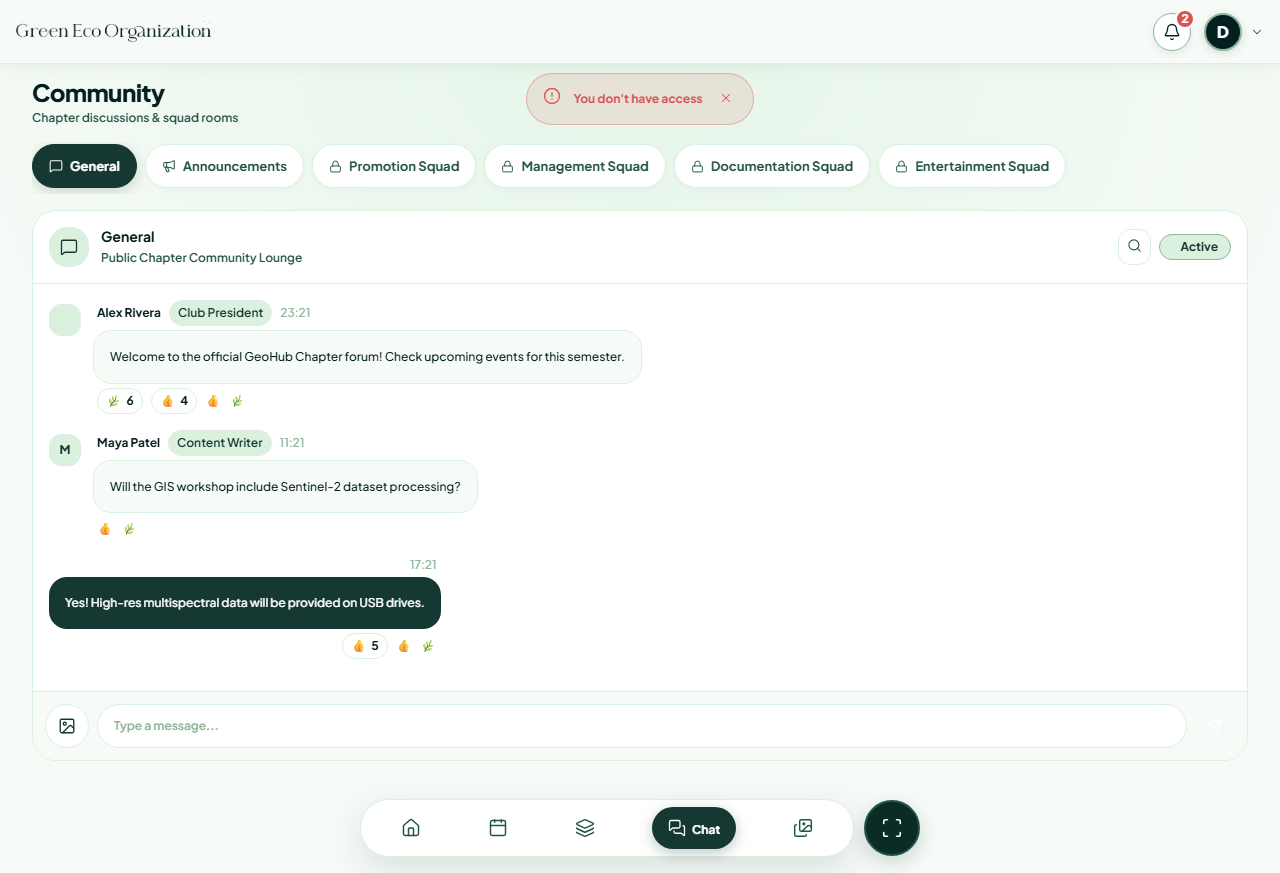 Green Eco Organization
2
D
Community
Chapter discussions & squad rooms
You don't have access
General
Announcements
Promotion Squad
Management Squad
Documentation Squad
Entertainment Squad
General
Public Chapter Community Lounge
Active
Alex Rivera Club President 23:21
Welcome to the official GeoHub Chapter forum! Check upcoming events for this semester.
6 4
M
Maya Patel Content Writer 11:21
Will the GIS workshop include Sentinel-2 dataset processing?
17:21
Yes! High-res multispectral data will be provided on USB drives.
5
Type a message...
Chat